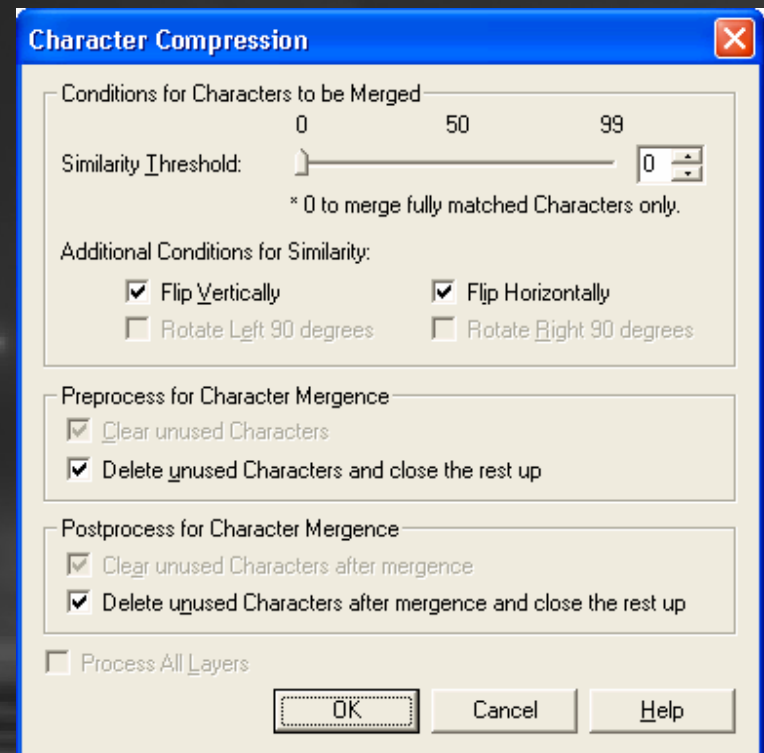 Character Compression
Conditions for Characters to be Merged
0 50 99
Similarity Threshold: 0
* 0 to merge fully matched Characters only.
Additional Conditions for Similarity:
Flip Vertically Flip Horizontally
Rotate Left 90 degrees Rotate Right 90 degrees
Preprocess for Character Mergence
Clear unused Characters
Delete unused Characters and close the rest up
Postprocess for Character Mergence
Clear unused Characters after mergence
Delete unused Characters after mergence and close the rest up
Process All Layers
OK Cancel Help